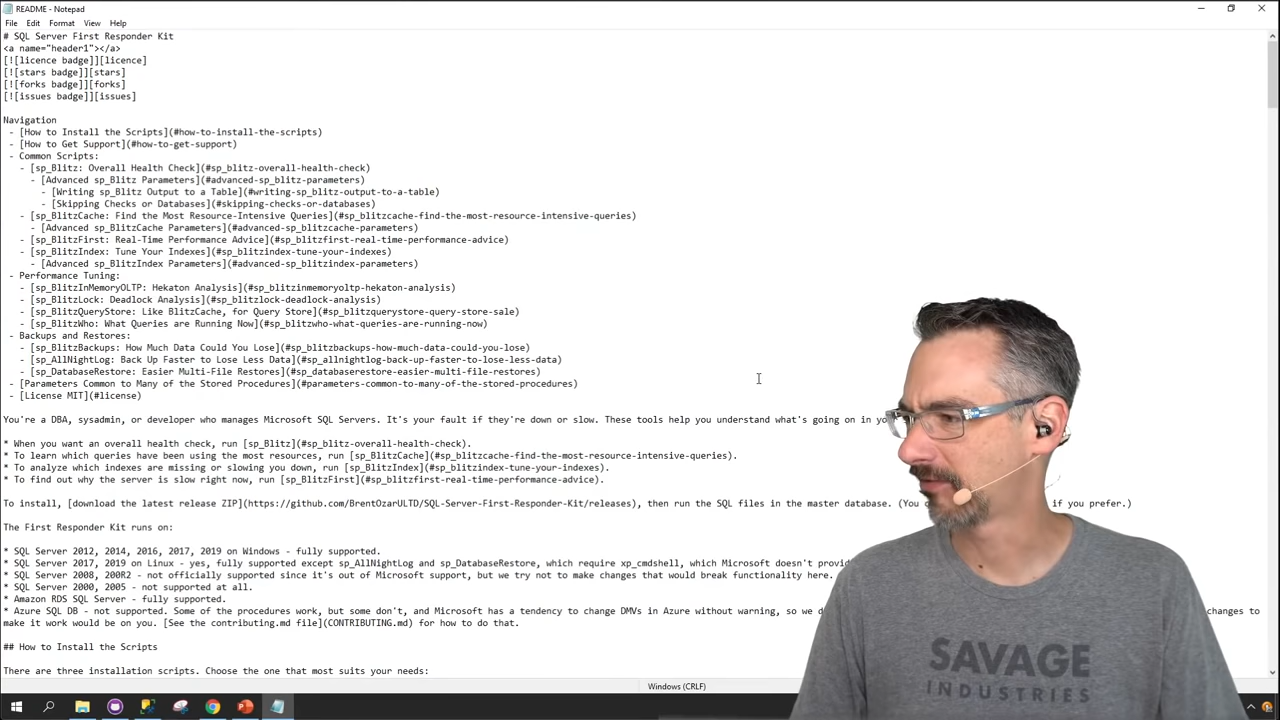 README - Notepad
File Edit Format View Help
# SQL Server First Responder Kit
<a name="header1"></a>
[![licence badge]][licence]
[![stars badge]][stars]
[![forks badge]][forks]
[![issues badge]][issues]
Navigation
- [How to Install the Scripts](#how-to-install-the-scripts)
- [How to Get Support](#how-to-get-support)
- Common Scripts:
- [sp_Blitz: Overall Health Check](#sp_blitz-overall-health-check)
- [Advanced sp_Blitz Parameters](#advanced-sp_blitz-parameters)
- [Writing sp_Blitz Output to a Table](#writing-sp_blitz-output-to-a-table)
- [Skipping Checks or Databases](#skipping-checks-or-databases)
- [sp_BlitzCache: Find the Most Resource-Intensive Queries](#sp_blitzcache-find-the-most-resource-intensive-queries)
- [Advanced sp_BlitzCache Parameters](#advanced-sp_blitzcache-parameters)
- [sp_BlitzFirst: Real-Time Performance Advice](#sp_blitzfirst-real-time-performance-advice)
- [sp_BlitzIndex: Tune Your Indexes](#sp_blitzindex-tune-your-indexes)
- [Advanced sp_BlitzIndex Parameters](#advanced-sp_blitzindex-parameters)
- Performance Tuning:
- [sp_BlitzInMemoryOLTP: Hekaton Analysis](#sp_blitzinmemoryoltp-hekaton-analysis)
- [sp_BlitzLock: Deadlock Analysis](#sp_blitzlock-deadlock-analysis)
- [sp_BlitzQueryStore: Like BlitzCache, for Query Store](#sp_blitzquerystore-query-store-sale)
- [sp_BlitzWho: What Queries are Running Now](#sp_blitzwho-what-queries-are-running-now)
- Backups and Restores:
- [sp_BlitzBackups: How Much Data Could You Lose](#sp_blitzbackups-how-much-data-could-you-lose)
- [sp_AllNightLog: Back Up Faster to Lose Less Data](#sp_allnightlog-back-up-faster-to-lose-less-data)
- [sp_DatabaseRestore: Easier Multi-File Restores](#sp_databaserestore-easier-multi-file-restores)
- [Parameters Common to Many of the Stored Procedures](#parameters-common-to-many-of-the-stored-procedures)
- [License MIT](#license)
You're a DBA, sysadmin, or developer who manages Microsoft SQL Servers. It's your fault if they're down or slow. These tools help you understand what's going on in
* When you want an overall health check, run [sp_Blitz](#sp_blitz-overall-health-check).
* To learn which queries have been using the most resources, run [sp_BlitzCache](#sp_blitzcache-find-the-most-resource-intensive-queries).
* To analyze which indexes are missing or slowing you down, run [sp_BlitzIndex](#sp_blitzindex-tune-your-indexes).
* To find out why the server is slow right now, run [sp_BlitzFirst](#sp_blitzfirst-real-time-performance-advice).
To install, [download the latest release ZIP](https://github.com/BrentOzarULTD/SQL-Server-First-Responder-Kit/releases), then run the SQL files in the master database. (You if you prefer.)
The First Responder Kit runs on:
* SQL Server 2012, 2014, 2016, 2017, 2019 on Windows - fully supported.
* SQL Server 2017, 2019 on Linux - yes, fully supported except sp_AllNightLog and sp_DatabaseRestore, which require xp_cmdshell, which Microsoft doesn't
* SQL Server 2008, 200R2 - not officially supported since it's out of Microsoft support, but we try not to make changes that would break functionality here.
* SQL Server 2000, 2005 - not supported at all.
* Amazon RDS SQL Server - fully supported.
* Azure SQL DB - not supported. Some of the procedures work, but some don't, and Microsoft has a tendency to change DMVs in Azure without warning, so we changes to
make it work would be on you. [See the contributing.md file](CONTRIBUTING.md) for how to do that.
## How to Install the Scripts
There are three installation scripts. Choose the one that most suits your needs:
Windows (CRLF)
SAVAGE
INDUSTRIES